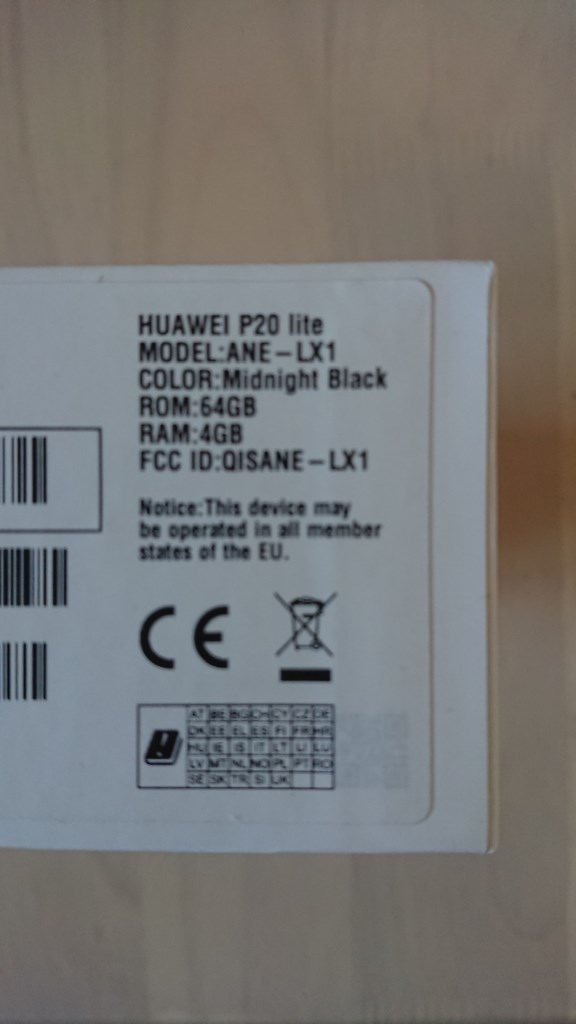 HUAWEI P20 lite
MODEL:ANE-LX1
COLOR:Midnight Black
ROM:64GB
RAM:4GB
FCC ID:QISANE-LX1
Notice:This device may
be operated in all member
states of the EU.
CE
AT BE BG CH CY CZ DE
DK EE EL ES FI FR HR
HU IE IS IT LT LI LU
LV MT NL NO PL PT RO
SE SK TR SI UK